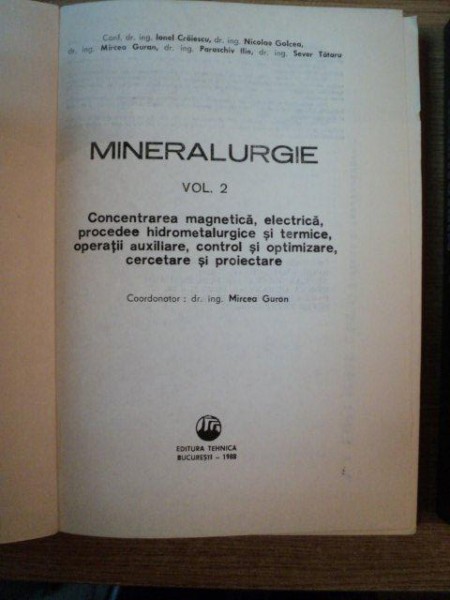 Conf. dr. ing. Ionel Crăiescu, dr. ing. Nicolae Golcea,
dr. ing. Mircea Guran, dr. ing. Paraschiv Ilie, dr. ing. Sever Tătaru
MINERALURGIE
VOL. 2
Concentrarea magnetică, electrică,
procedee hidrometalurgice și termice,
operații auxiliare, control și optimizare,
cercetare și proiectare
Coordonator : dr. ing. Mircea Guran
EDITURA TEHNICA
BUCUREȘTI - 1988